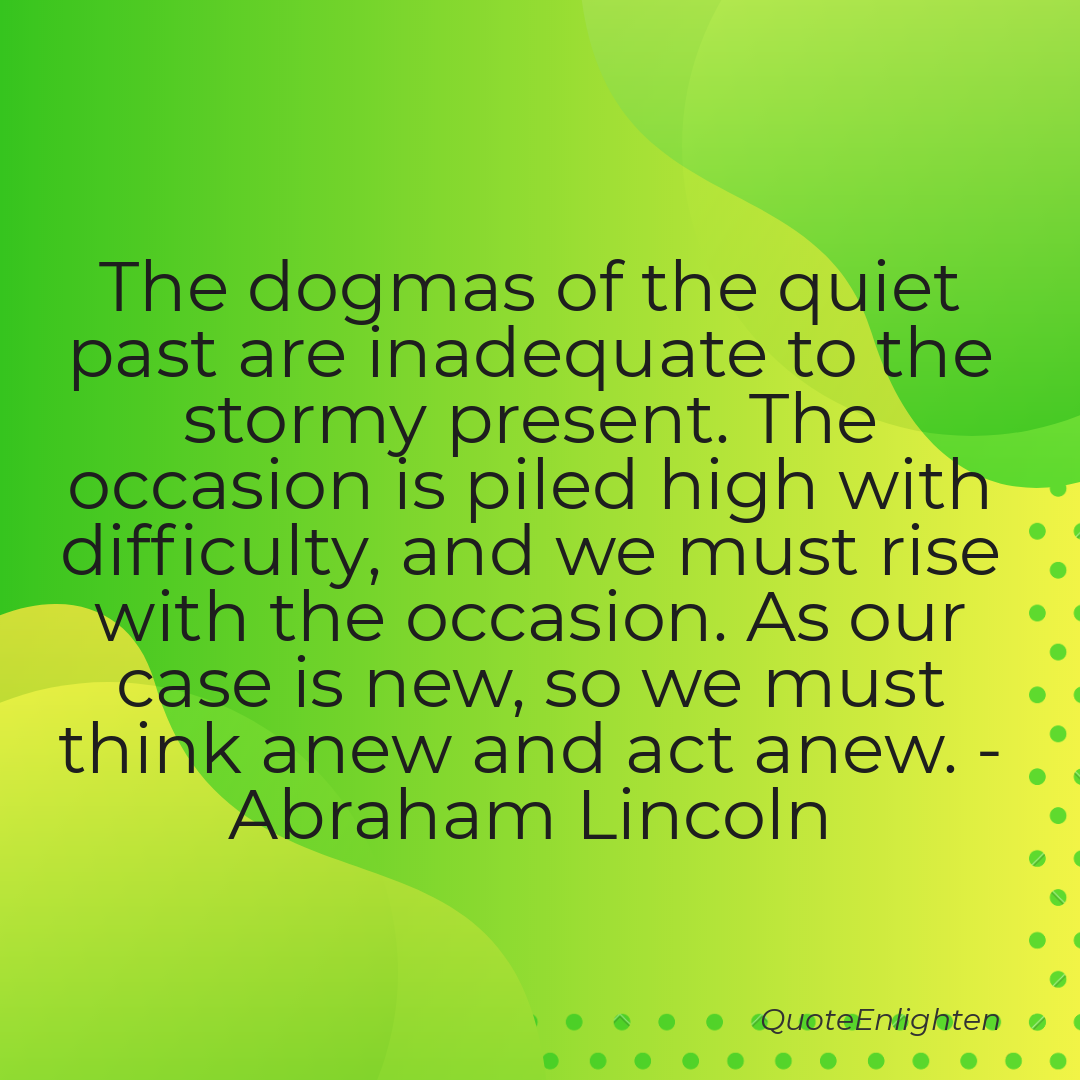 The dogmas of the quiet
past are inadequate to the
stormy present. The
occasion is piled high with
difficulty, and we must rise
with the occasion. As our
case is new, so we must
think anew and act anew. -
Abraham Lincoln
QuoteEnlighten